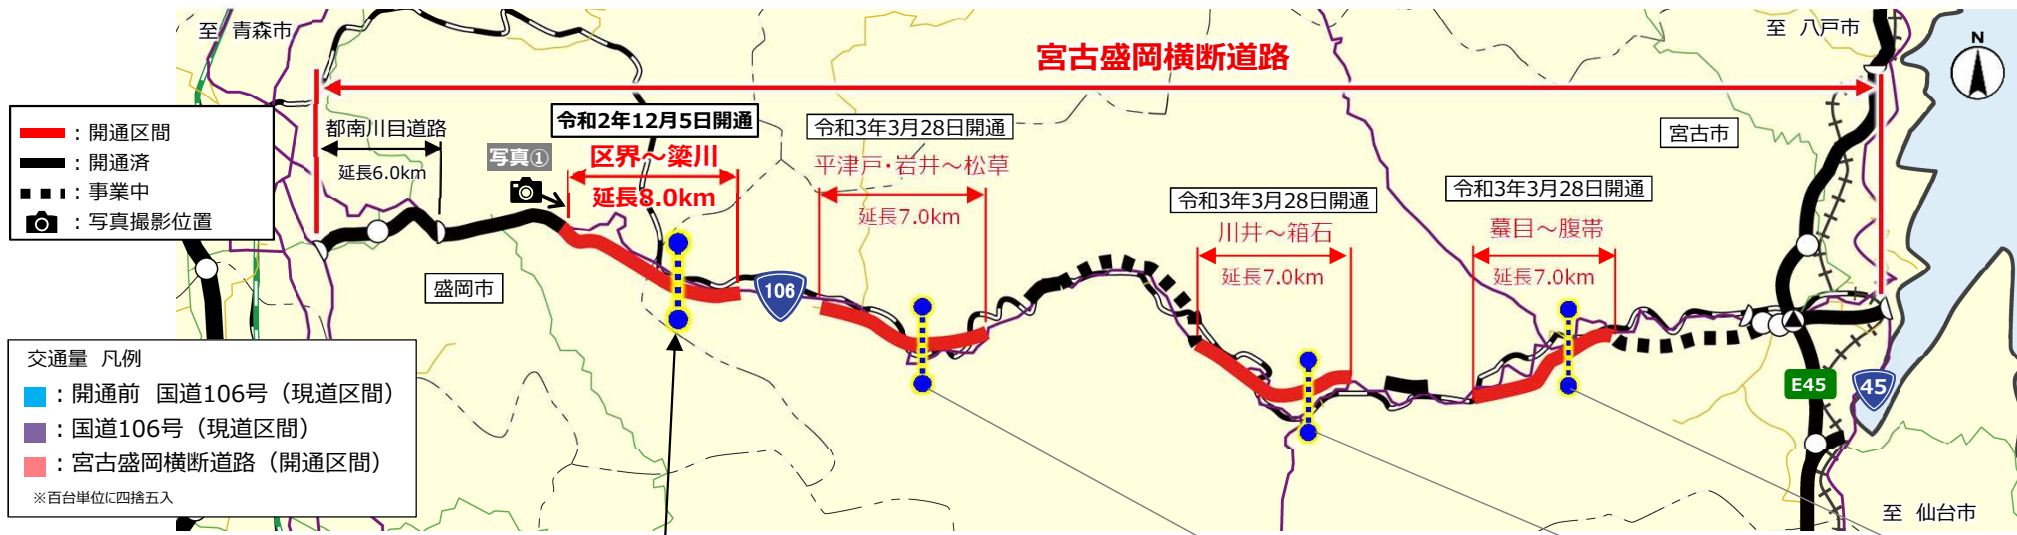 至 青森市
至 八戸市
N
宮古盛岡横断道路
：開通区間
：開通済
：事業中
：写真撮影位置
都南川目道路
延長6.0km
写真①
令和2年12月5日開通
区界～簗川
延長8.0km
令和3年3月28日開通
平津戸・岩井～松草
延長7.0km
令和3年3月28日開通
川井～箱石
延長7.0km
令和3年3月28日開通
蟇目～腹帯
延長7.0km
宮古市
盛岡市
106
E45
45
至 仙台市
交通量 凡例
：開通前 国道106号（現道区間）
：国道106号（現道区間）
：宮古盛岡横断道路（開通区間）
※百台単位に四捨五入